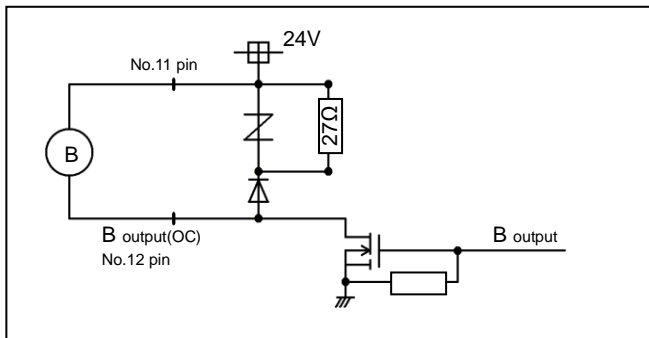 24V
No.11 pin
27Ω
B
B output(OC)
No.12 pin
B output